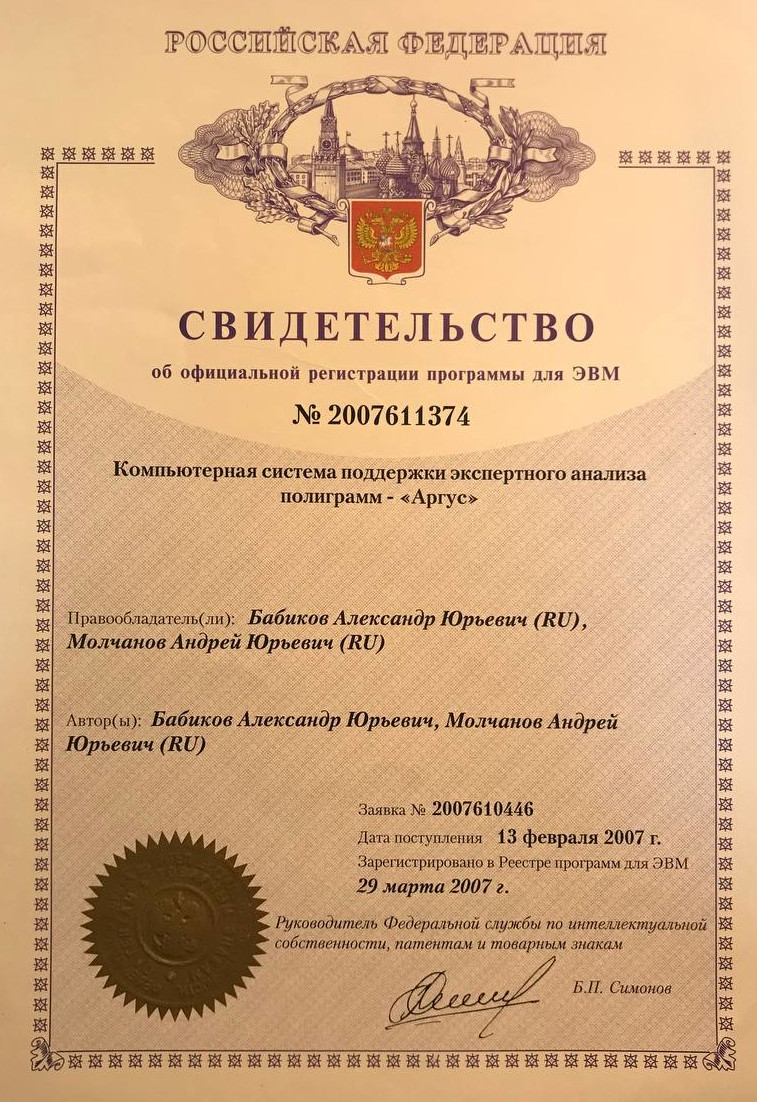 РОССИЙСКАЯ ФЕДЕРАЦИЯ
СВИДЕТЕЛЬСТВО
об официальной регистрации программы для ЭВМ
№ 2007611374
Компьютерная система поддержки экспертного анализа
полиграмм - «Аргус»
Правообладатель(ли): Бабиков Александр Юрьевич (RU),
Молчанов Андрей Юрьевич (RU)
Автор(ы): Бабиков Александр Юрьевич, Молчанов Андрей
Юрьевич (RU)
Заявка № 2007610446
Дата поступления 13 февраля 2007 г.
Зарегистрировано в Реестре программ для ЭВМ
29 марта 2007 г.
Руководитель Федеральной службы по интеллектуальной
собственности, патентам и товарным знакам
Б.П. Симонов